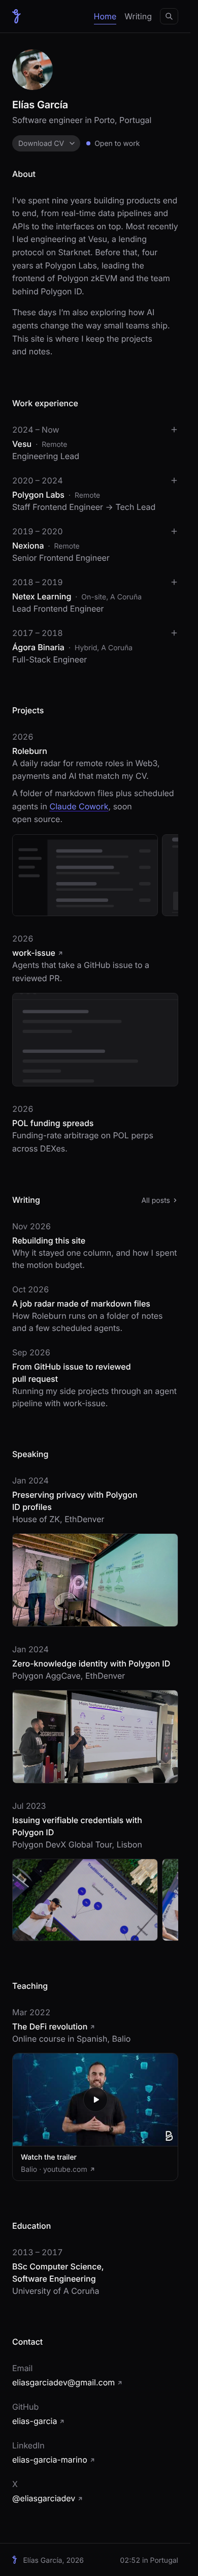 Home Writing
Elías García
Software engineer in Porto, Portugal
Download CV Open to work
About
I've spent nine years building products end
to end, from real-time data pipelines and
APIs to the interfaces on top. Most recently
I led engineering at Vesu, a lending
protocol on Starknet. Before that, four
years at Polygon Labs, leading the
frontend of Polygon zkEVM and the team
behind Polygon ID.
These days I'm also exploring how AI
agents change the way small teams ship.
This site is where I keep the projects
and notes.
Work experience
2024 – Now +
Vesu · Remote
Engineering Lead
2020 – 2024 +
Polygon Labs · Remote
Staff Frontend Engineer → Tech Lead
2019 – 2020 +
Nexiona · Remote
Senior Frontend Engineer
2018 – 2019 +
Netex Learning · On-site, A Coruña
Lead Frontend Engineer
2017 – 2018 +
Ágora Binaria · Hybrid, A Coruña
Full-Stack Engineer
Projects
2026
Roleburn
A daily radar for remote roles in Web3,
payments and AI that match my CV.
A folder of markdown files plus scheduled
agents in Claude Cowork, soon
open source.
2026
work-issue ↗
Agents that take a GitHub issue to a
reviewed PR.
2026
POL funding spreads
Funding-rate arbitrage on POL perps
across DEXes.
Writing All posts ›
Nov 2026
Rebuilding this site
Why it stayed one column, and how I spent
the motion budget.
Oct 2026
A job radar made of markdown files
How Roleburn runs on a folder of notes
and a few scheduled agents.
Sep 2026
From GitHub issue to reviewed
pull request
Running my side projects through an agent
pipeline with work-issue.
Speaking
Jan 2024
Preserving privacy with Polygon
ID profiles
House of ZK, EthDenver
Jan 2024
Zero-knowledge identity with Polygon ID
Polygon AggCave, EthDenver
Jul 2023
Issuing verifiable credentials with
Polygon ID
Polygon DevX Global Tour, Lisbon
Teaching
Mar 2022
The DeFi revolution ↗
Online course in Spanish, Balio
Watch the trailer
Balio · youtube.com ↗
Education
2013 – 2017
BSc Computer Science,
Software Engineering
University of A Coruña
Contact
Email
eliasgarciadev@gmail.com ↗
GitHub
elias-garcia ↗
LinkedIn
elias-garcia-marino ↗
X
@eliasgarciadev ↗
Elías García, 2026 02:52 in Portugal